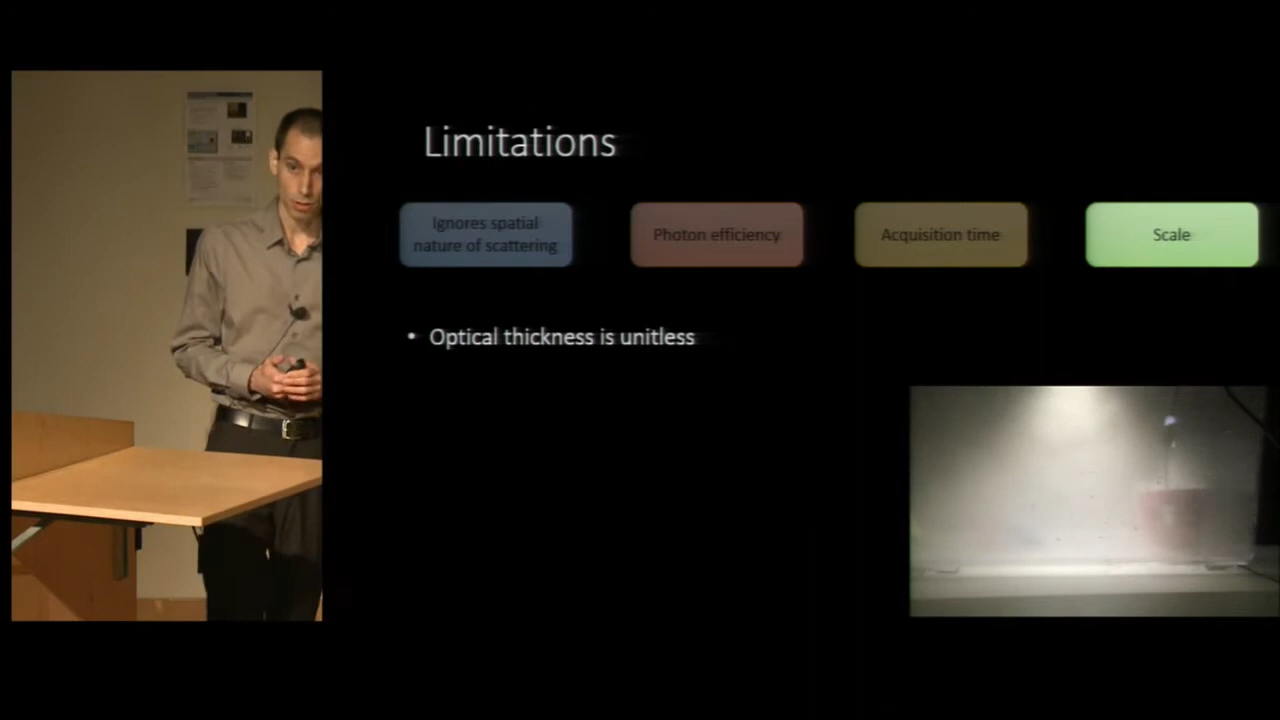 Limitations
Ignores spatial
nature of scattering
Photon efficiency
Acquisition time
Scale
• Optical thickness is unitless